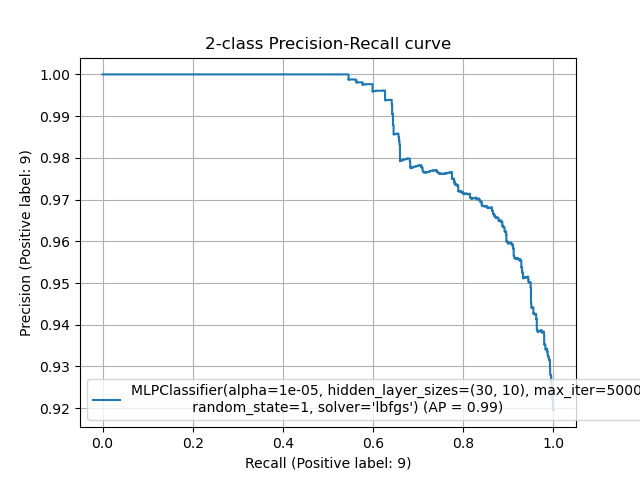 2-class Precision-Recall curve
1.00
0.99
0.98
0.97
0.96
0.95
0.94
0.93
0.92
Precision (Positive label: 9)
MLPClassifier(alpha=1e-05, hidden_layer_sizes=(30, 10), max_iter=5000
random_state=1, solver='lbfgs') (AP = 0.99)
0.0 0.2 0.4 0.6 0.8 1.0
Recall (Positive label: 9)